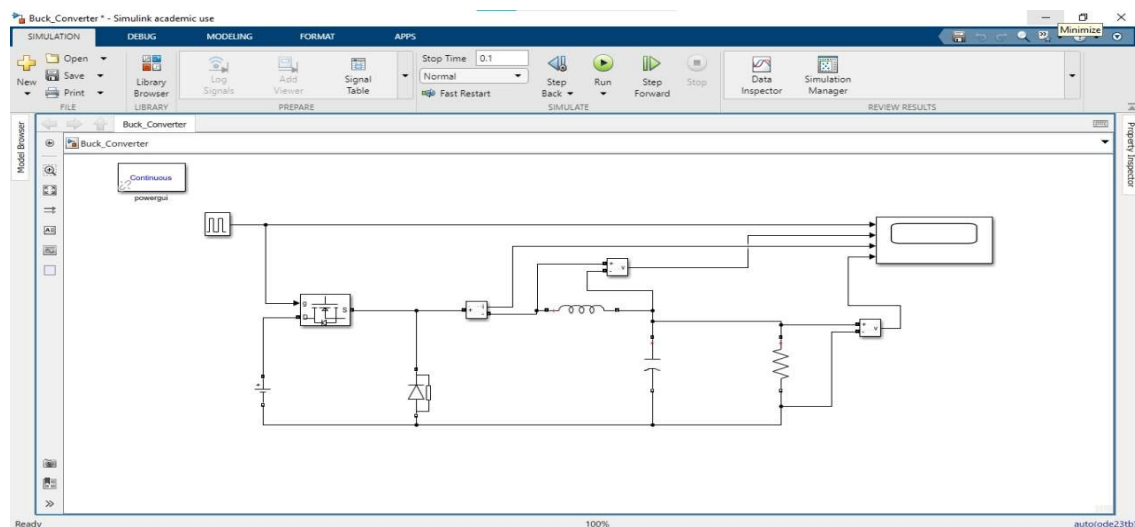 Buck_Converter * - Simulink academic use
Minimize
SIMULATION DEBUG MODELING FORMAT APPS
New
Open
Save
Print
FILE
Library Browser
LIBRARY
Log Signals
Add Viewer
Signal Table
PREPARE
Stop Time 0.1
Normal
Fast Restart
Step Back
Run
Step Forward
Stop
SIMULATE
Data Inspector
Simulation Manager
REVIEW RESULTS
Model Browser
Buck_Converter
Buck_Converter
Property Inspector
Continuous
powergui
g
D
S
+ i
-
+ v
-
+ v
-
+
Ready
100%
auto(ode23tb)